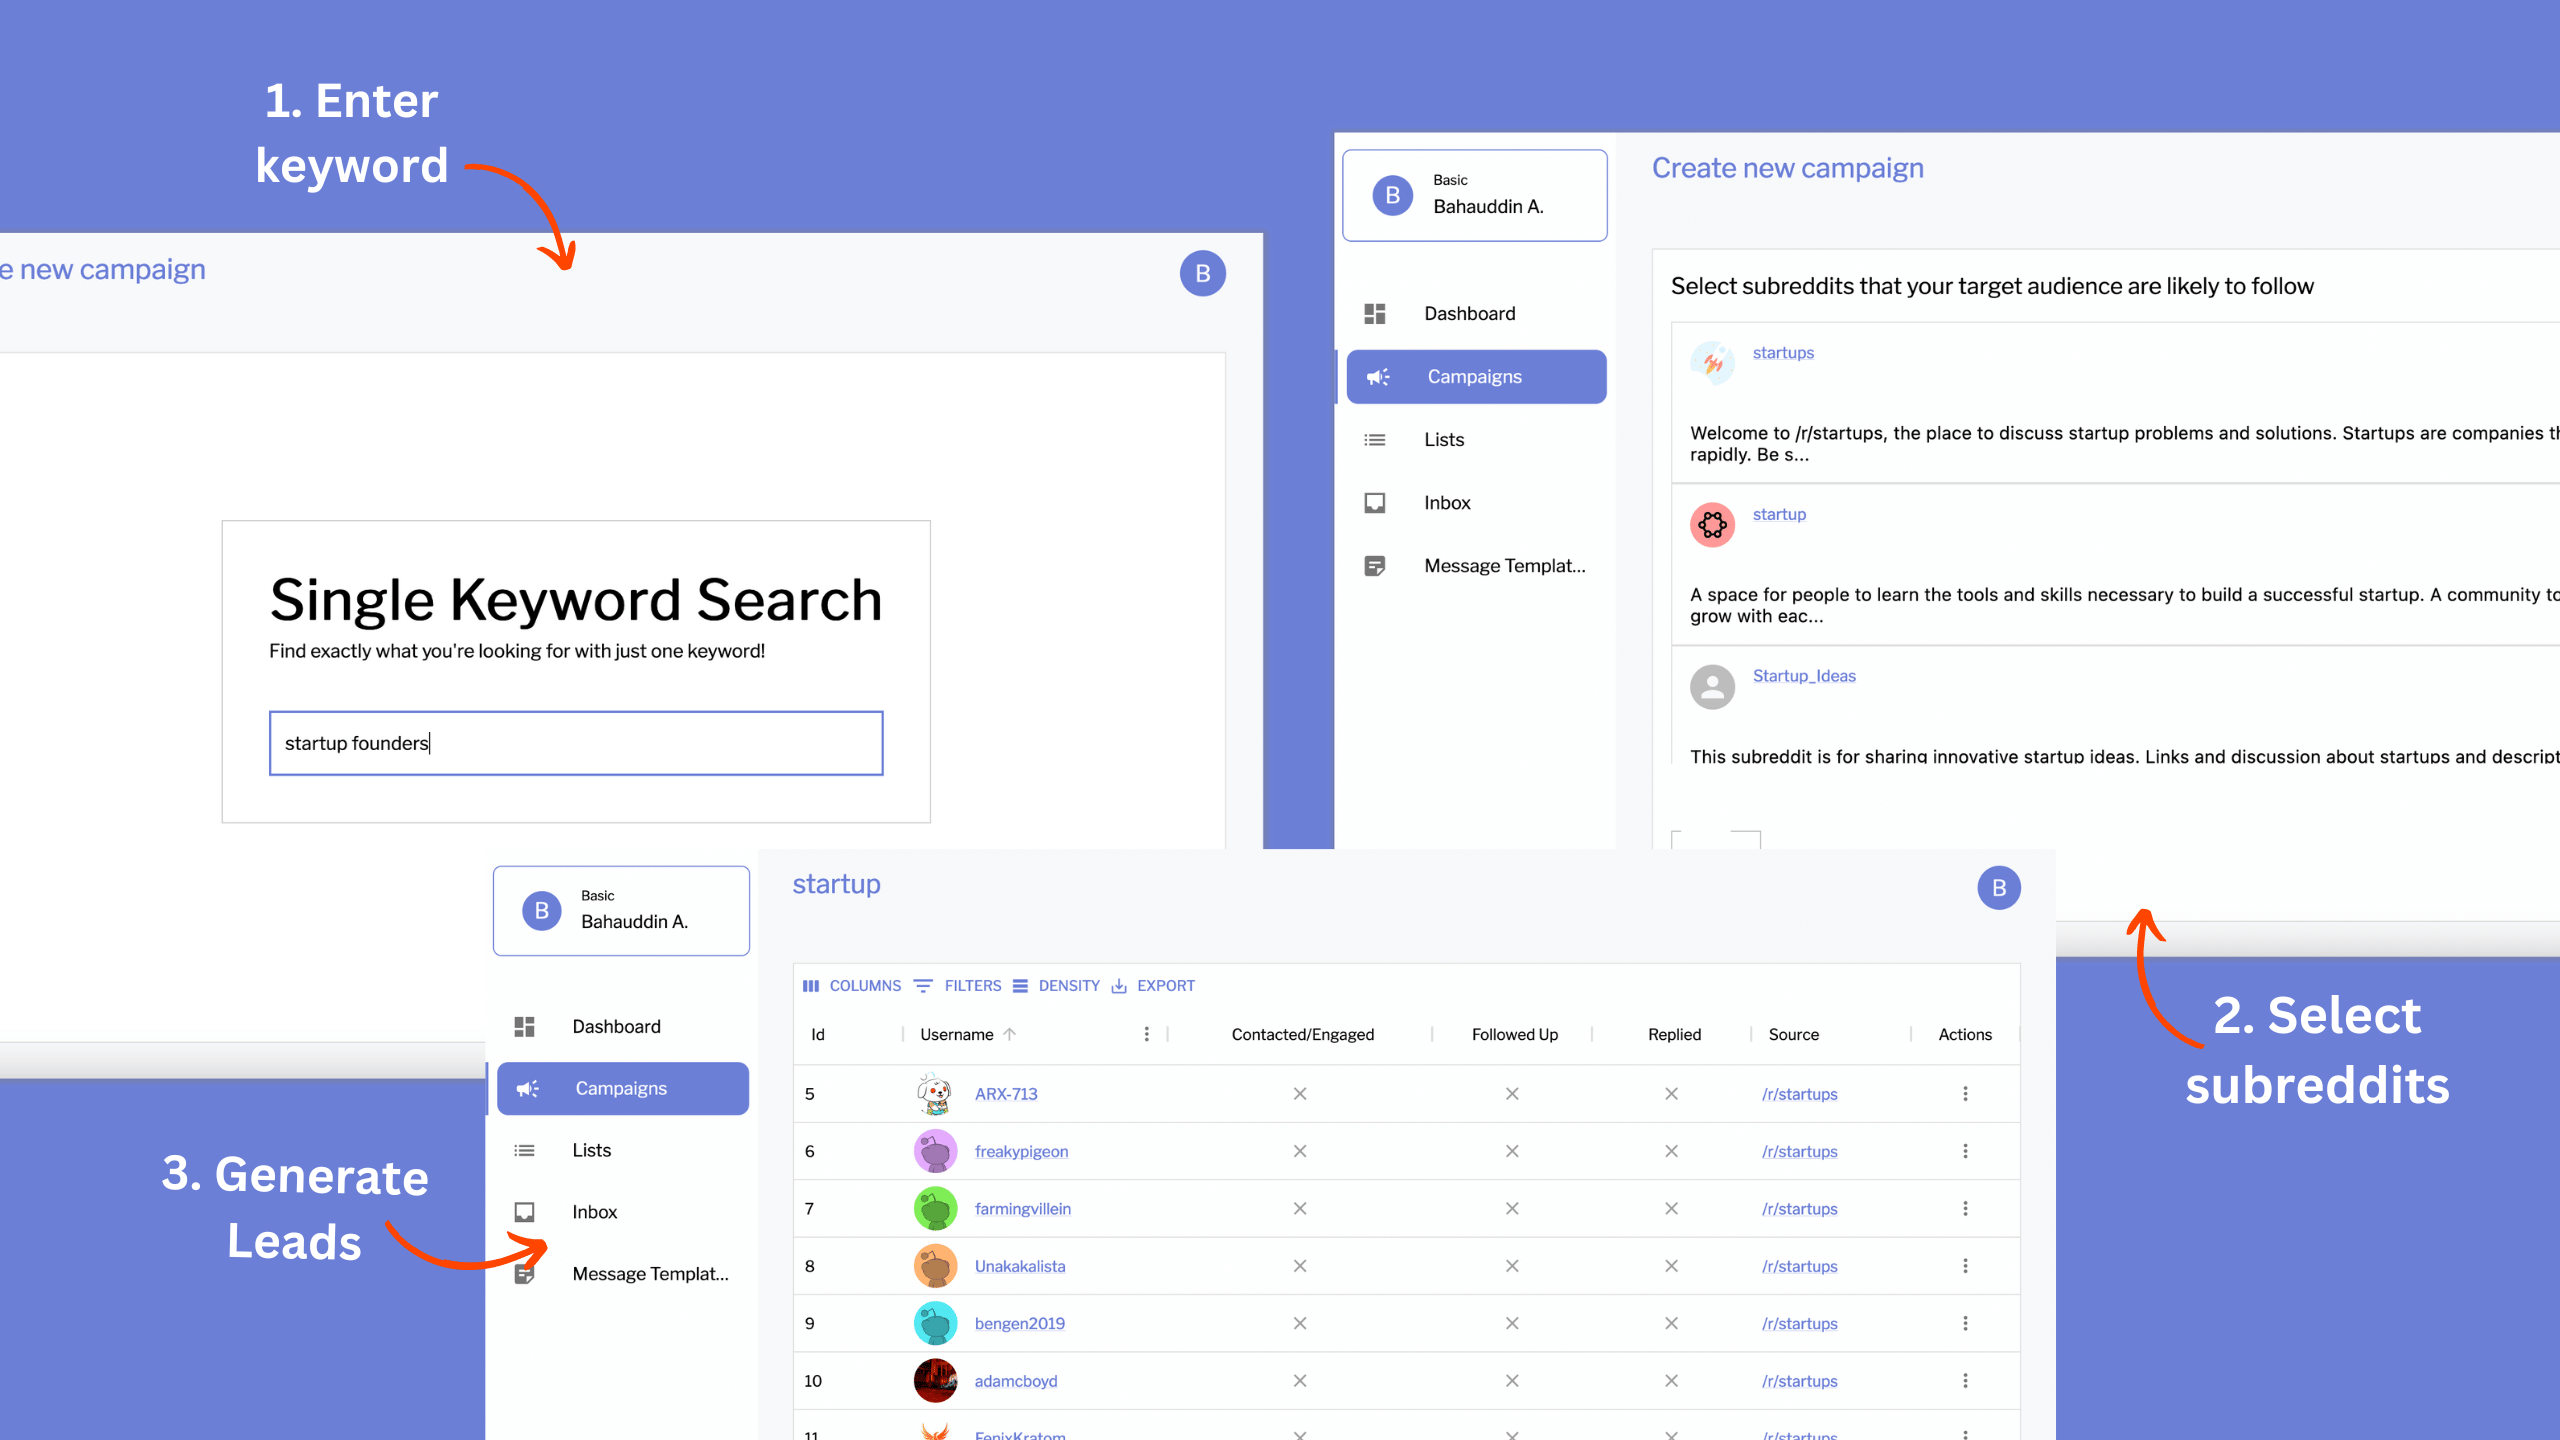 1. Enter
keyword
e new campaign
B
Single Keyword Search
Find exactly what you're looking for with just one keyword!
startup founders
B
Basic
Bahauddin A.
Dashboard
Campaigns
Lists
Inbox
Message Templat...
Create new campaign
Select subreddits that your target audience are likely to follow
startups
Welcome to /r/startups, the place to discuss startup problems and solutions. Startups are companies th
rapidly. Be s...
startup
A space for people to learn the tools and skills necessary to build a successful startup. A community to
grow with eac...
Startup_Ideas
This subreddit is for sharing innovative startup ideas. Links and discussion about startups and descript
2. Select
subreddits
3. Generate
Leads
B
Basic
Bahauddin A.
Dashboard
Campaigns
Lists
Inbox
Message Templat...
startup
B
COLUMNS FILTERS DENSITY EXPORT
Id Username Contacted/Engaged Followed Up Replied Source Actions
5 ARX-713 /r/startups
6 freakypigeon /r/startups
7 farmingvillein /r/startups
8 Unakakalista /r/startups
9 bengen2019 /r/startups
10 adamcboyd /r/startups
11 FenixKratom /r/startups